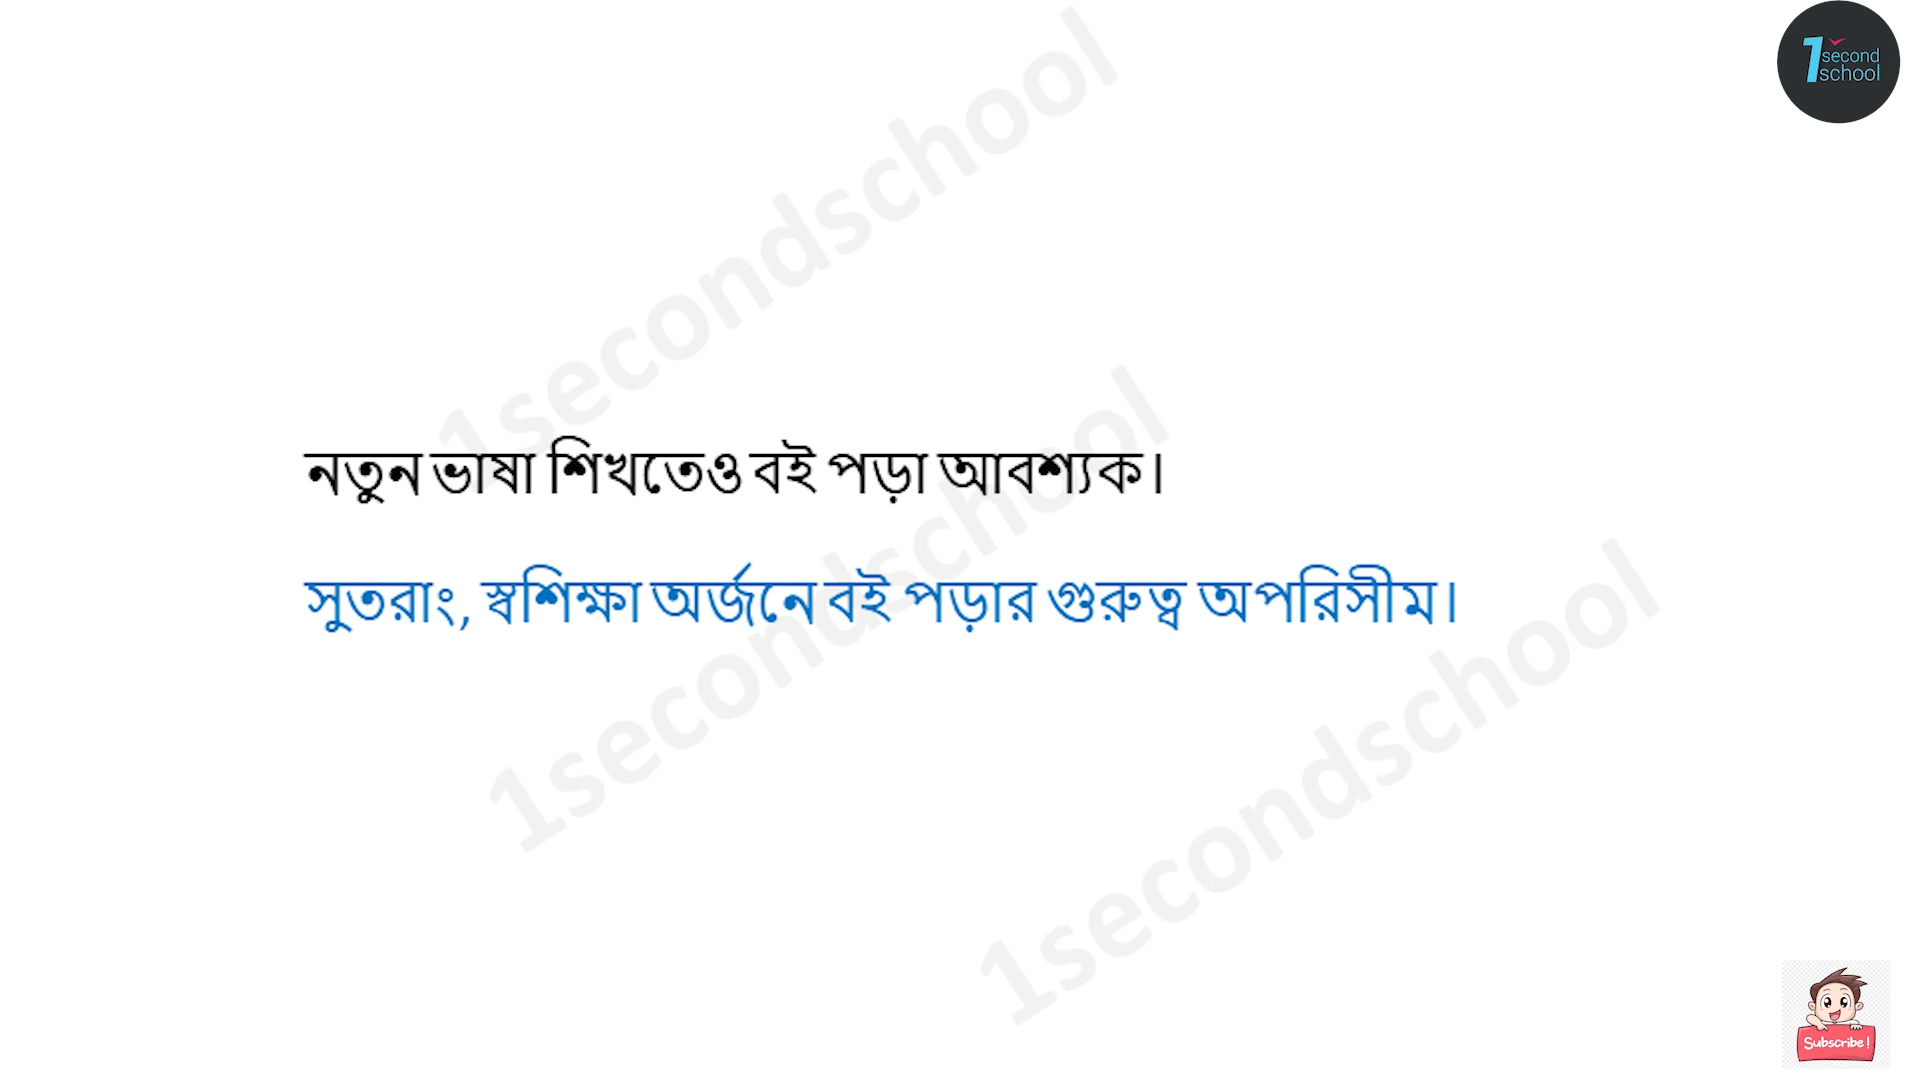 1second
school
1secondschool
নতুন ভাষা শিখতেও বই পড়া আবশ্যক।
1secondschool
সুতরাং, স্বশিক্ষা অর্জনে বই পড়ার গুরুত্ব অপরিসীম।
1secondschool
Subscribe!